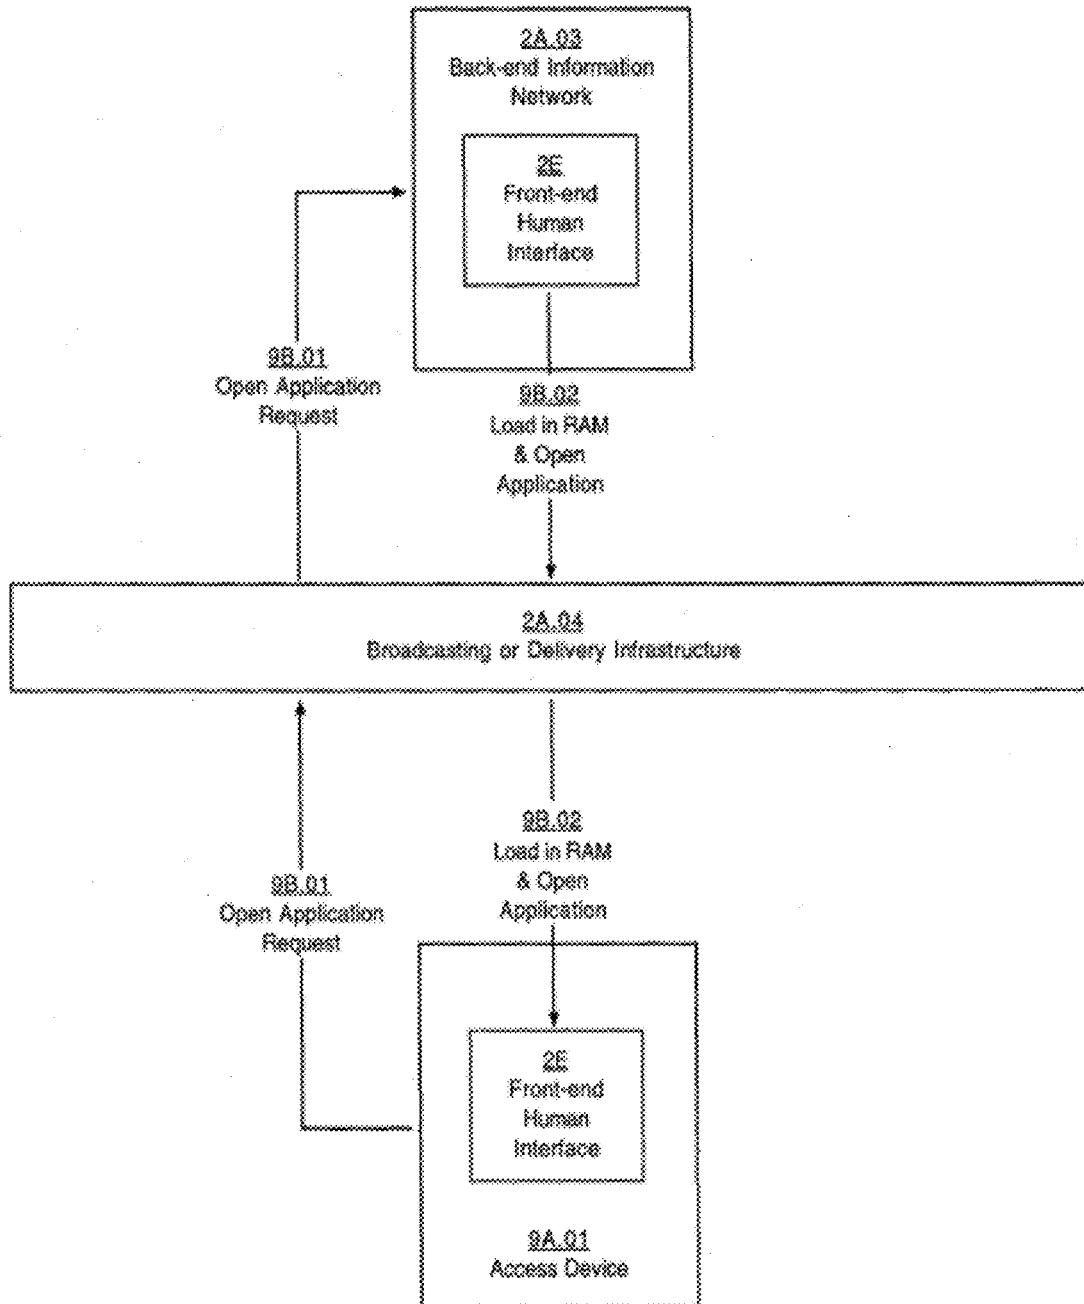 2A.03
Back-end Information
Network
2E
Front-end
Human
Interface
9B.01
Open Application
Request
9B.02
Load in RAM
& Open
Application
2A.04
Broadcasting or Delivery Infrastructure
9B.02
Load in RAM
& Open
Application
9B.01
Open Application
Request
2E
Front-end
Human
Interface
9A.01
Access Device